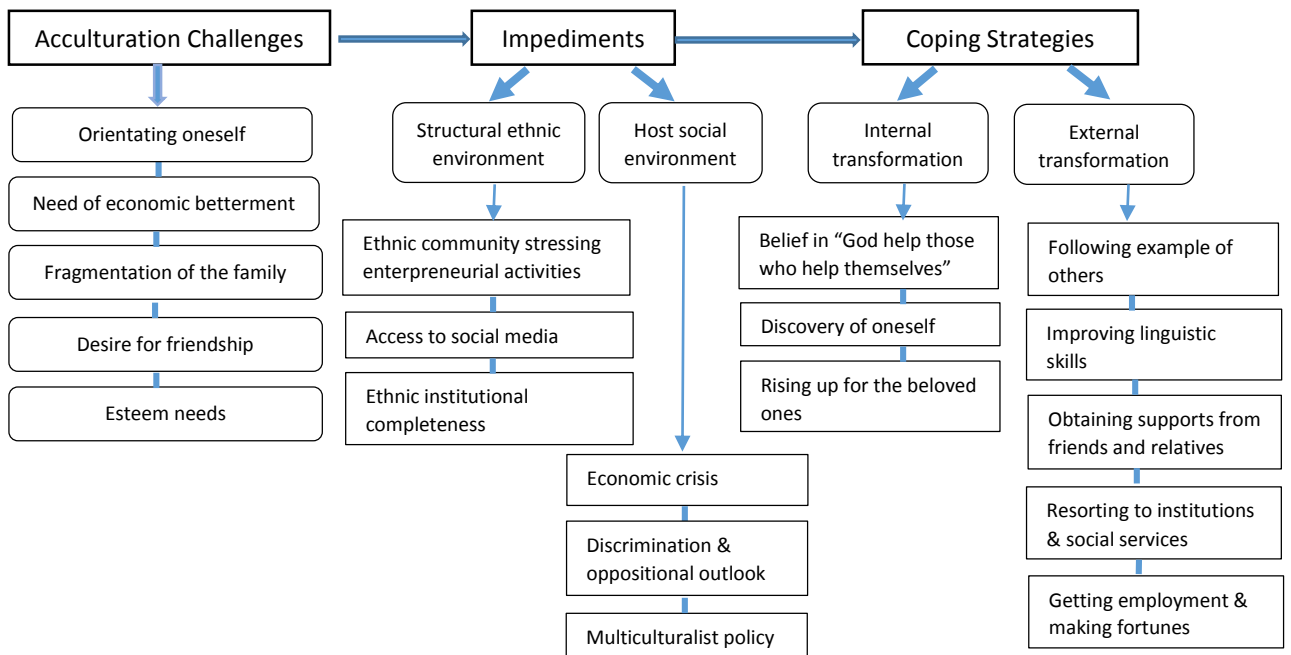 Acculturation Challenges
Impediments
Coping Strategies
Orientating oneself
Need of economic betterment
Fragmentation of the family
Desire for friendship
Esteem needs
Structural ethnic
environment
Host social
environment
Ethnic community stressing
enterpreneurial activities
Access to social media
Ethnic institutional
completeness
Economic crisis
Discrimination &
oppositional outlook
Multiculturalist policy
Internal
transformation
External
transformation
Belief in “God help those
who help themselves”
Discovery of oneself
Rising up for the beloved
ones
Following example of
others
Improving linguistic
skills
Obtaining supports from
friends and relatives
Resorting to institutions
& social services
Getting employment &
making fortunes